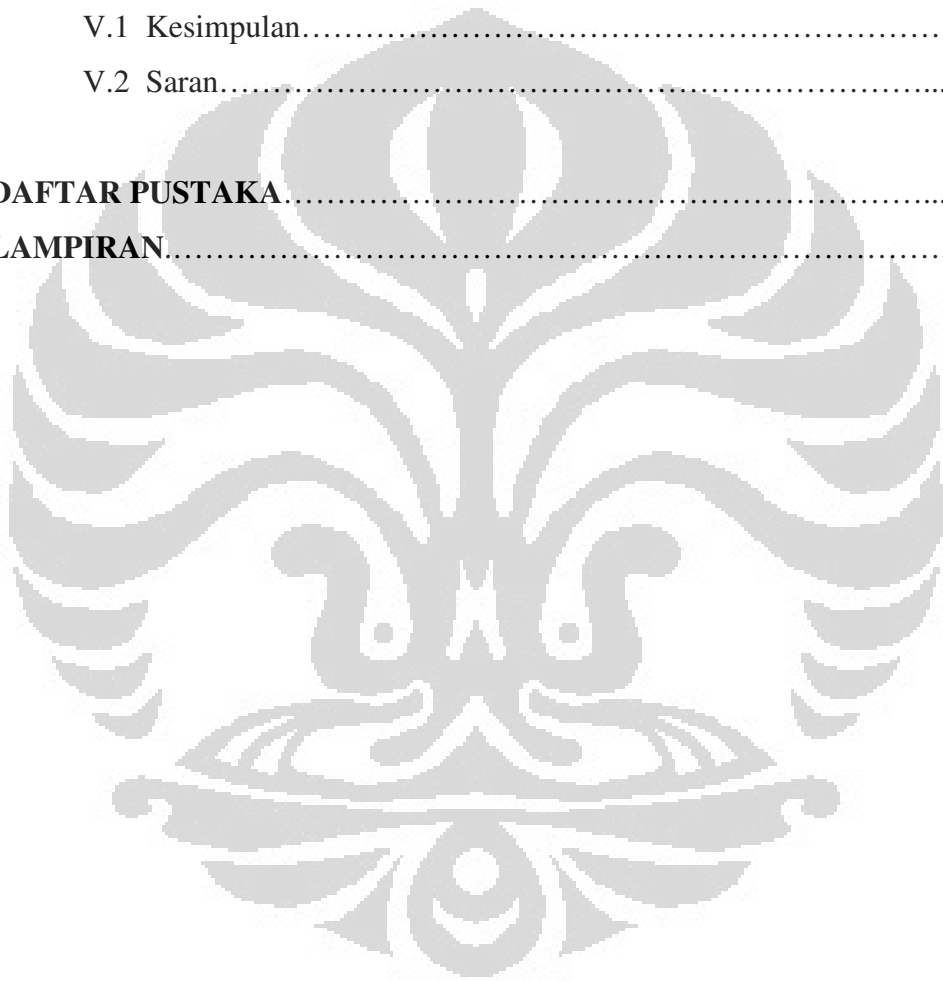 V.1 Kesimpulan……………………………………………………………
V.2 Saran…………………………………………………………………...
DAFTAR PUSTAKA……………………………………………………………...
LAMPIRAN…………………………………………………………………………